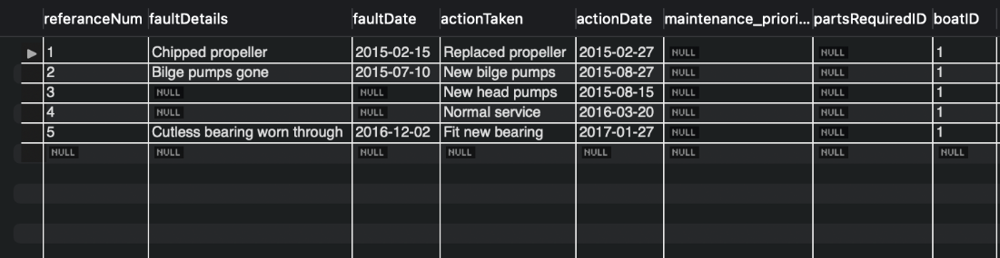 referanceNum faultDetails faultDate actionTaken actionDate maintenance_priori... partsRequiredID boatID
1 Chipped propeller 2015-02-15 Replaced propeller 2015-02-27 NULL NULL 1
2 Bilge pumps gone 2015-07-10 New bilge pumps 2015-08-27 NULL NULL 1
3 NULL NULL New head pumps 2015-08-15 NULL NULL 1
4 NULL NULL Normal service 2016-03-20 NULL NULL 1
5 Cutless bearing worn through 2016-12-02 Fit new bearing 2017-01-27 NULL NULL 1
NULL NULL NULL NULL NULL NULL NULL NULL